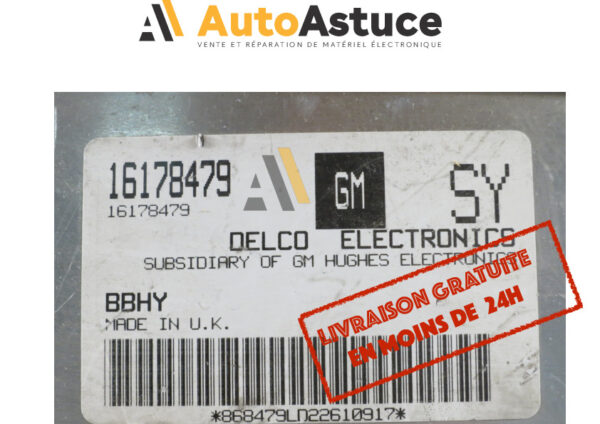 AutoAstuce
VENTE ET RÉPARATION DE MATÉRIEL ÉLECTRONIQUE
16178479
GM
SY
16178479
DELCO ELECTRONICS
SUBSIDIARY OF GM HUGHES ELECTRONICS
LIVRAISON GRATUITE
EN MOINS DE 24H
BBHY
MADE IN U.K.
*868479LD22610917*